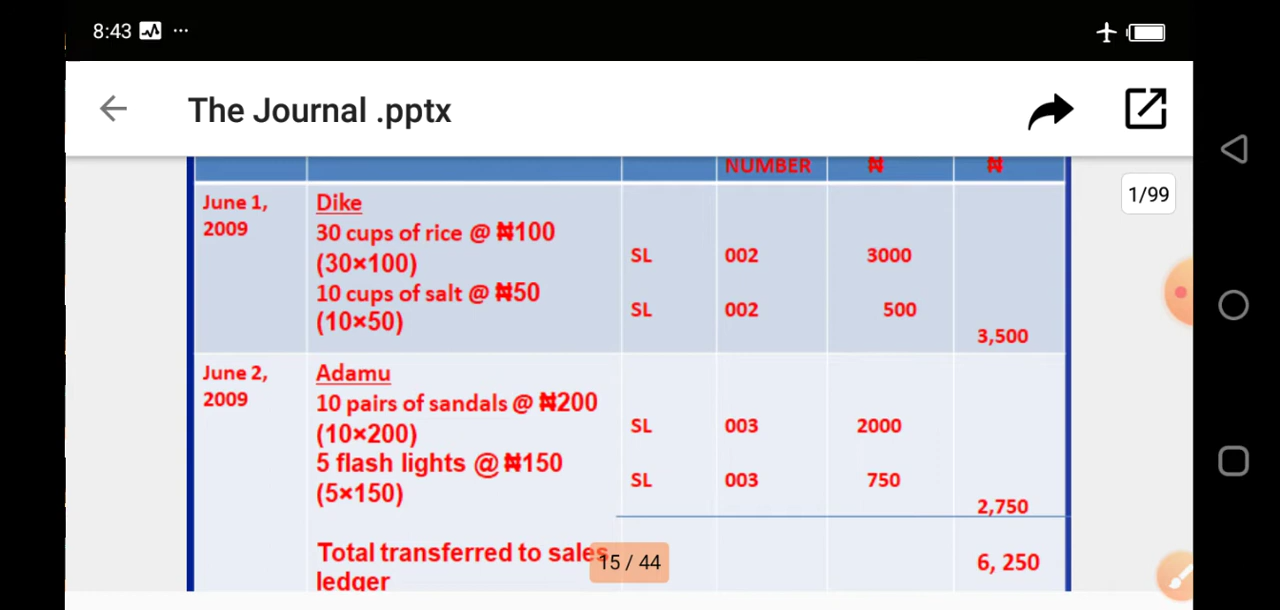 8:43 ...
The Journal .pptx
1/99
NUMBER ₦ ₦
June 1,
2009
Dike
30 cups of rice @ ₦100
(30×100)
10 cups of salt @ ₦50
(10×50)
SL 002 3000
SL 002 500
3,500
June 2,
2009
Adamu
10 pairs of sandals @ ₦200
(10×200)
5 flash lights @ ₦150
(5×150)
SL 003 2000
SL 003 750
2,750
Total transferred to sales
ledger
6, 250
15 / 44